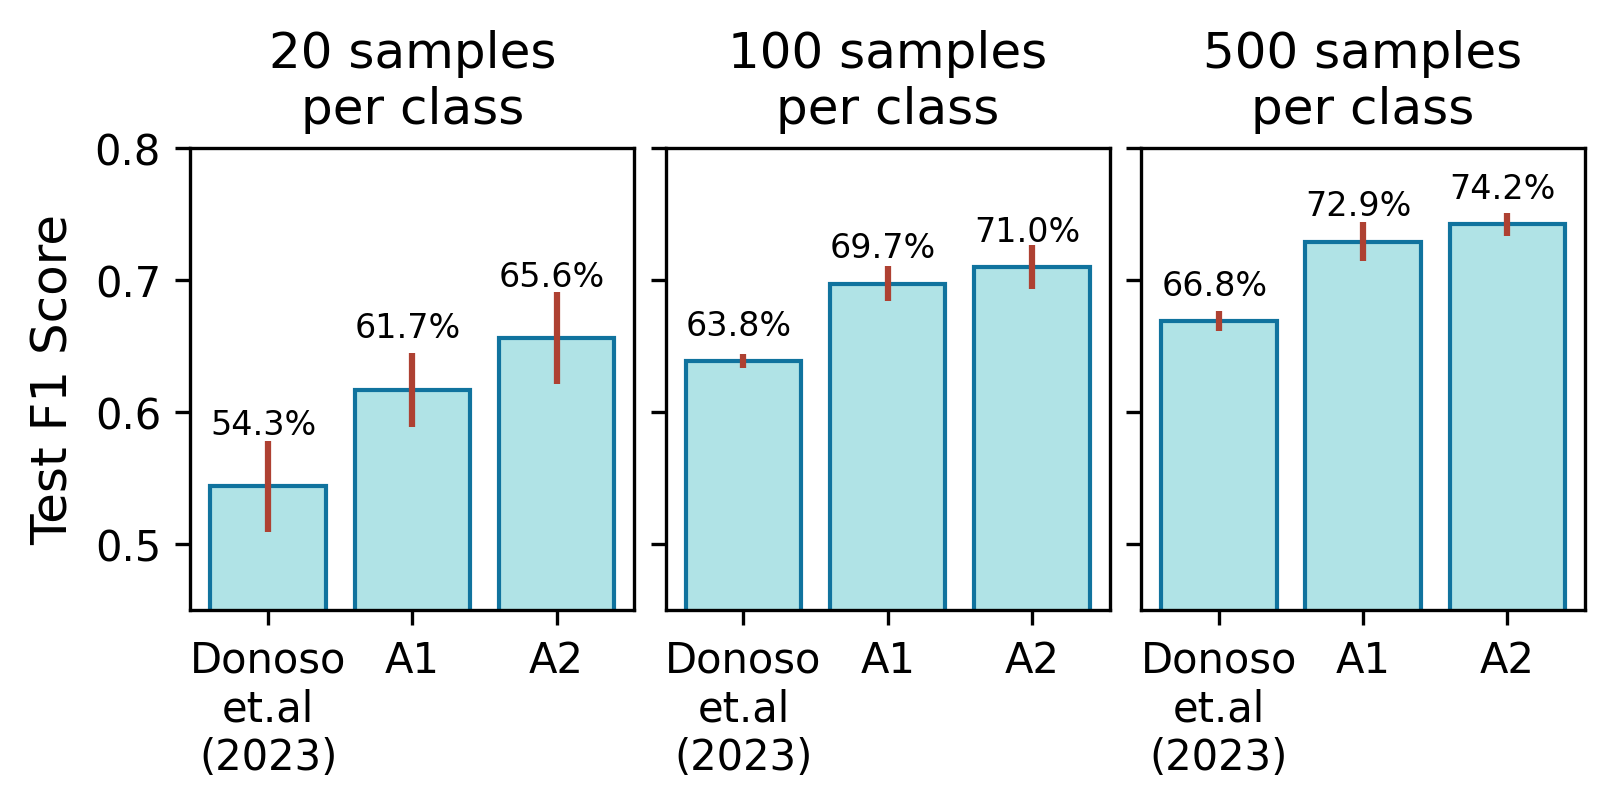 20 samples
per class
100 samples
per class
500 samples
per class
Test F1 Score
0.8
0.7
0.6
0.5
54.3%
61.7%
65.6%
63.8%
69.7%
71.0%
66.8%
72.9%
74.2%
Donoso
et.al
(2023)
A1
A2
Donoso
et.al
(2023)
A1
A2
Donoso
et.al
(2023)
A1
A2